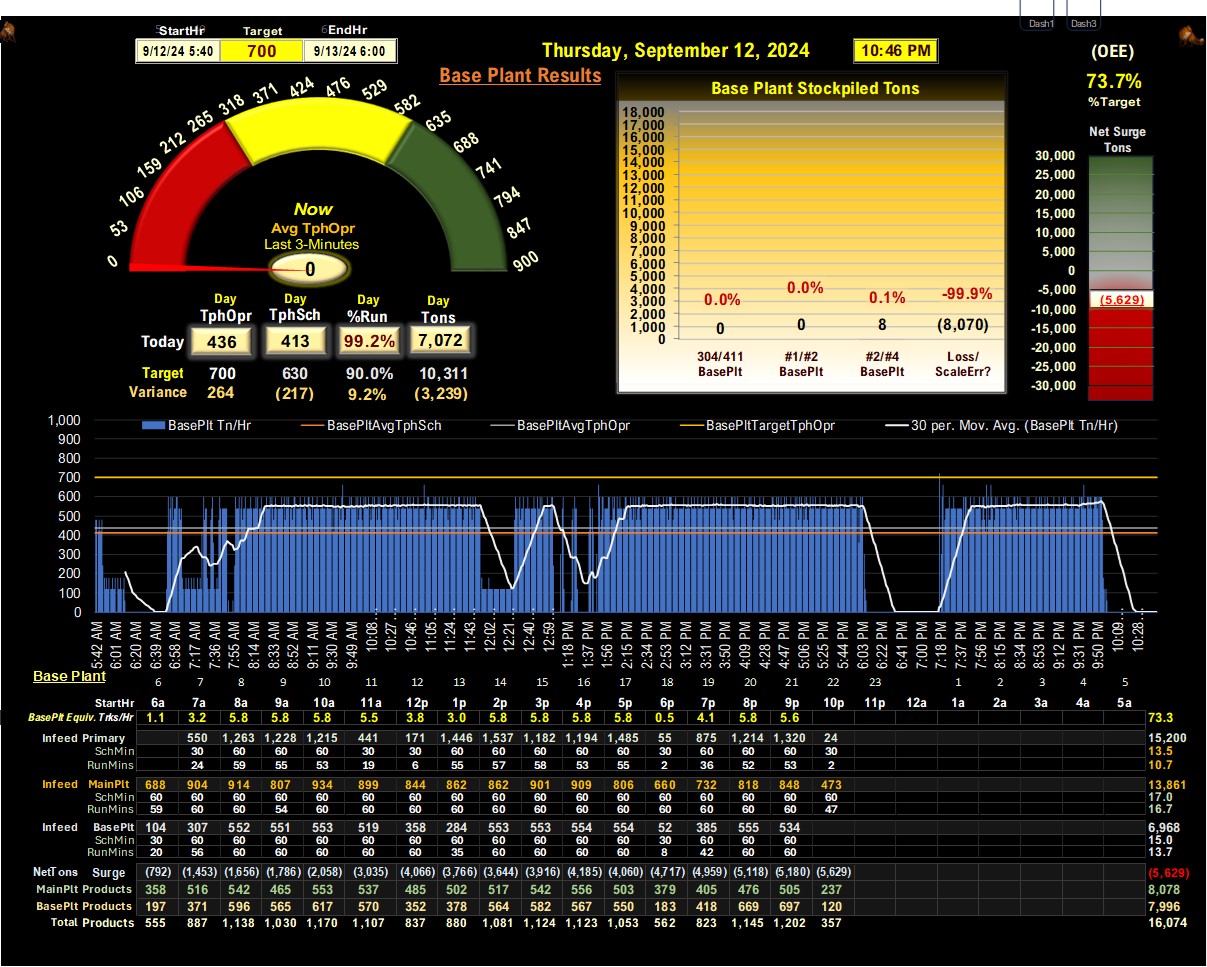 Dash1 Dash3
StartHr Target EndHr
9/12/24 5:40 700 9/13/24 6:00
Thursday, September 12, 2024 10:46 PM
Base Plant Results
(OEE)
73.7%
%Target
Net Surge
Tons
30,000
25,000
20,000
15,000
10,000
5,000
0
-5,000
(5,629)
-10,000
-15,000
-20,000
-25,000
-30,000
0 53 106 159 212 265 318 371 424 476 529 582 635 688 741 794 847 900
Now
Avg TphOpr
Last 3-Minutes
0
Base Plant Stockpiled Tons
18,000
17,000
16,000
15,000
14,000
13,000
12,000
11,000
10,000
9,000
8,000
7,000
6,000
5,000
4,000
3,000
2,000
1,000
0
0.0% 0.0% 0.1% -99.9%
0 0 8 (8,070)
304/411 #1/#2 #2/#4 Loss/
BasePlt BasePlt BasePlt ScaleErr?
Day Day Day Day
TphOpr TphSch %Run Tons
Today 436 413 99.2% 7,072
Target 700 630 90.0% 10,311
Variance 264 (217) 9.2% (3,239)
BasePlt Tn/Hr BasePltAvgTphSch BasePltAvgTphOpr BasePltTargetTphOpr 30 per. Mov. Avg. (BasePlt Tn/Hr)
1,000
900
800
700
600
500
400
300
200
100
0
5:42 AM 6:01 AM 6:20 AM 6:39 AM 6:58 AM 7:17 AM 7:36 AM 7:55 AM 8:14 AM 8:33 AM 8:52 AM 9:11 AM 9:30 AM 9:49 AM 10:08... 10:27... 10:46... 11:05... 11:24... 11:43... 12:02... 12:21... 12:40... 12:59... 1:18 PM 1:37 PM 1:56 PM 2:15 PM 2:34 PM 2:53 PM 3:12 PM 3:31 PM 3:50 PM 4:09 PM 4:28 PM 4:47 PM 5:06 PM 5:25 PM 5:44 PM 6:03 PM 6:22 PM 6:41 PM 7:00 PM 7:18 PM 7:37 PM 7:56 PM 8:15 PM 8:34 PM 8:53 PM 9:12 PM 9:31 PM 9:50 PM 10:09... 10:28...
Base Plant
6 7 8 9 10 11 12 13 14 15 16 17 18 19 20 21 22 23 1 2 3 4 5
StartHr 6a 7a 8a 9a 10a 11a 12p 1p 2p 3p 4p 5p 6p 7p 8p 9p 10p 11p 12a 1a 2a 3a 4a 5a
BasePlt Equiv. Trks/Hr 1.1 3.2 5.8 5.8 5.8 5.5 3.8 3.0 5.8 5.8 5.8 5.8 0.5 4.1 5.8 5.6 73.3
Infeed Primary 550 1,263 1,228 1,215 441 171 1,446 1,537 1,182 1,194 1,485 55 875 1,214 1,320 24 15,200
SchMin 30 60 60 60 30 30 60 60 60 60 60 30 60 60 60 30 13.5
RunMins 24 59 55 53 19 6 55 57 58 53 55 2 36 52 53 2 10.7
Infeed MainPlt 688 904 914 807 934 899 844 862 862 901 909 806 660 732 818 848 473 13,861
SchMin 60 60 60 60 60 60 60 60 60 60 60 60 60 60 60 60 60 17.0
RunMins 59 60 60 54 60 60 60 60 60 60 60 60 60 60 60 60 47 16.7
Infeed BasePlt 104 307 552 551 553 519 358 284 553 553 554 554 52 385 555 534 6,968
SchMin 30 60 60 60 60 60 60 60 60 60 60 60 30 60 60 60 15.0
RunMins 20 56 60 60 60 60 60 35 60 60 60 60 8 42 60 60 13.7
NetTons Surge (792) (1,453) (1,656) (1,786) (2,058) (3,035) (4,066) (3,766) (3,644) (3,916) (4,185) (4,060) (4,717) (4,959) (5,118) (5,180) (5,629) (5,629)
MainPlt Products 358 516 542 465 553 537 485 502 517 542 556 503 379 405 476 505 237 8,078
BasePlt Products 197 371 596 565 617 570 352 378 564 582 567 550 183 418 669 697 120 7,996
Total Products 555 887 1,138 1,030 1,170 1,107 837 880 1,081 1,124 1,123 1,053 562 823 1,145 1,202 357 16,074